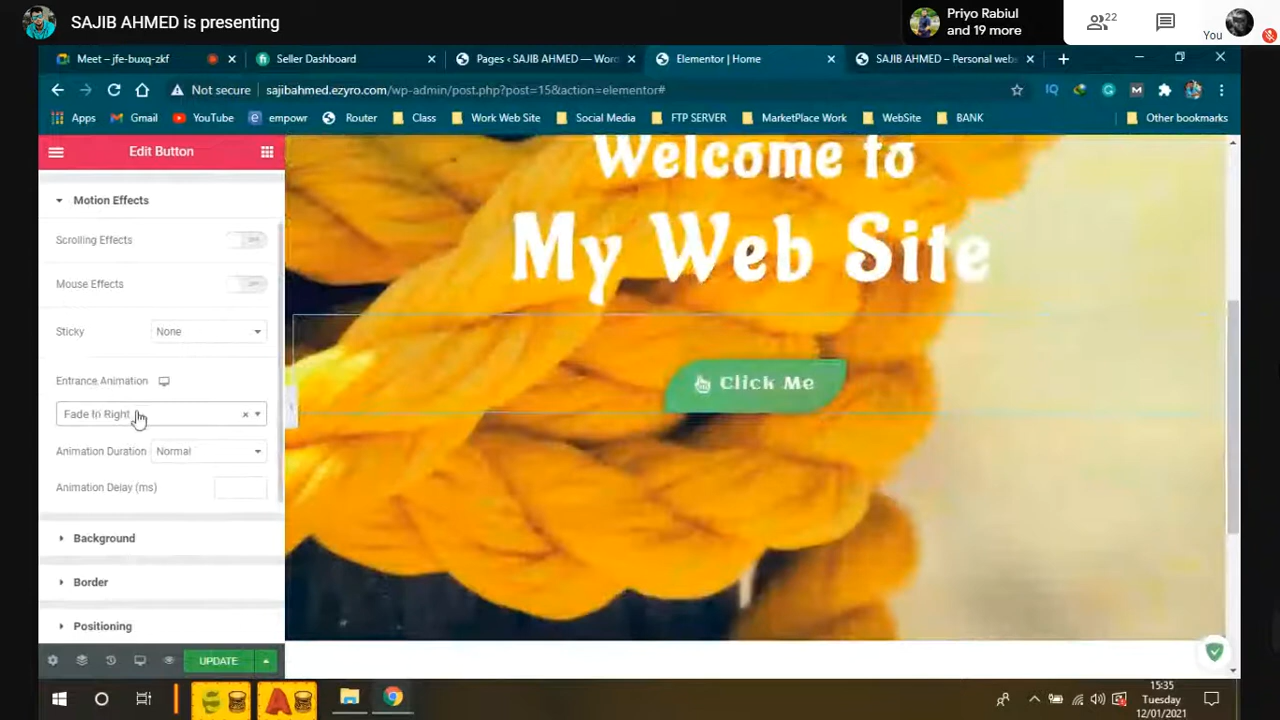 SAJIB AHMED is presenting
Priyo Rabiul
and 19 more
22
You
Meet – jfe-buxq-zkf
Seller Dashboard
Pages ‹ SAJIB AHMED — Wor
Elementor | Home
SAJIB AHMED – Personal web
Not secure
sajibahmed.ezyro.com/wp-admin/post.php?post=15&action=elementor#
IQ
M
Apps
Gmail
YouTube
empowr
Router
Class
Work Web Site
Social Media
FTP SERVER
MarketPlace Work
WebSite
BANK
Other bookmarks
Edit Button
Motion Effects
Scrolling Effects
OFF
Mouse Effects
OFF
Sticky
None
Entrance Animation
Fade In Right
Animation Duration
Normal
Animation Delay (ms)
Background
Border
Positioning
UPDATE
Welcome to
My Web Site
Click Me
15:35
Tuesday
12/01/2021